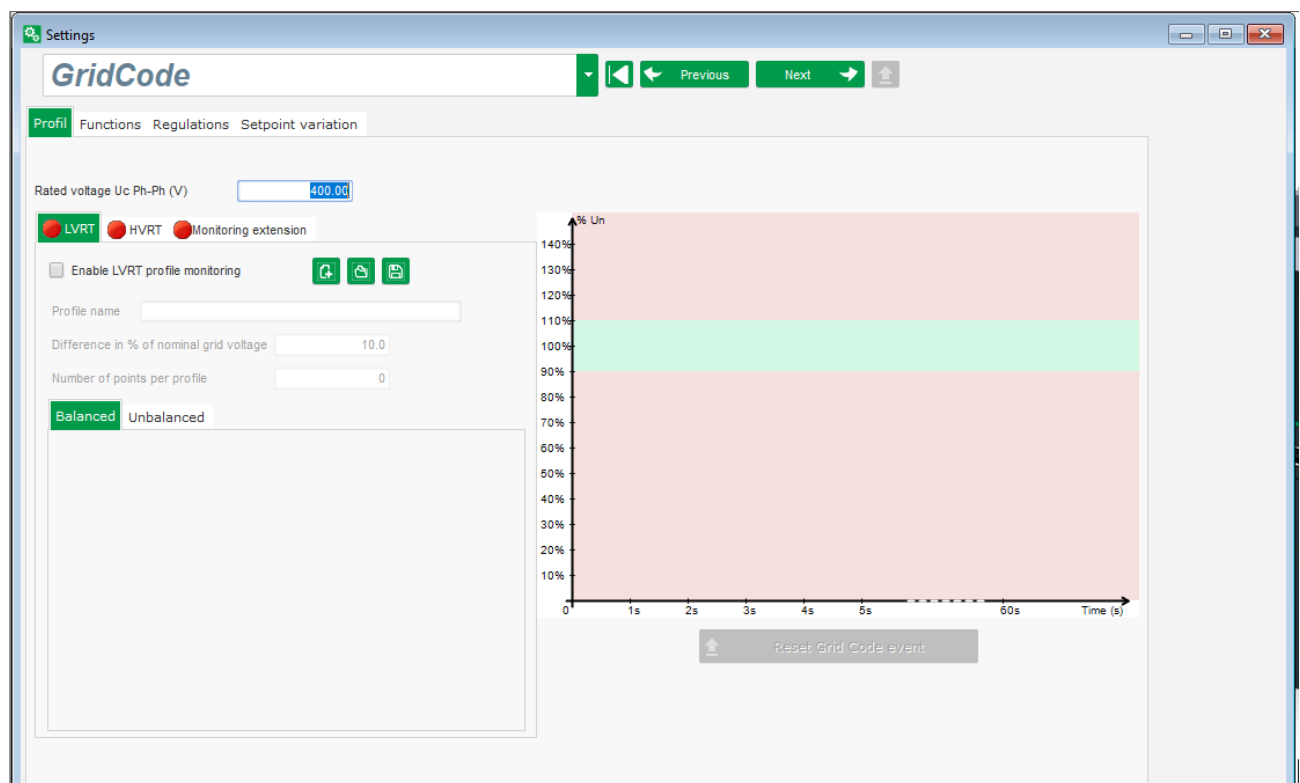 Settings
GridCode
Previous
Next
Profil Functions Regulations Setpoint variation
Rated voltage Uc Ph-Ph (V) 400.00
LVRT HVRT Monitoring extension
Enable LVRT profile monitoring
Profile name
Difference in % of nominal grid voltage 10.0
Number of points per profile 0
Balanced Unbalanced
% Un
140%
130%
120%
110%
100%
90%
80%
70%
60%
50%
40%
30%
20%
10%
0 1s 2s 3s 4s 5s 60s Time (s)
Reset Grid Code event